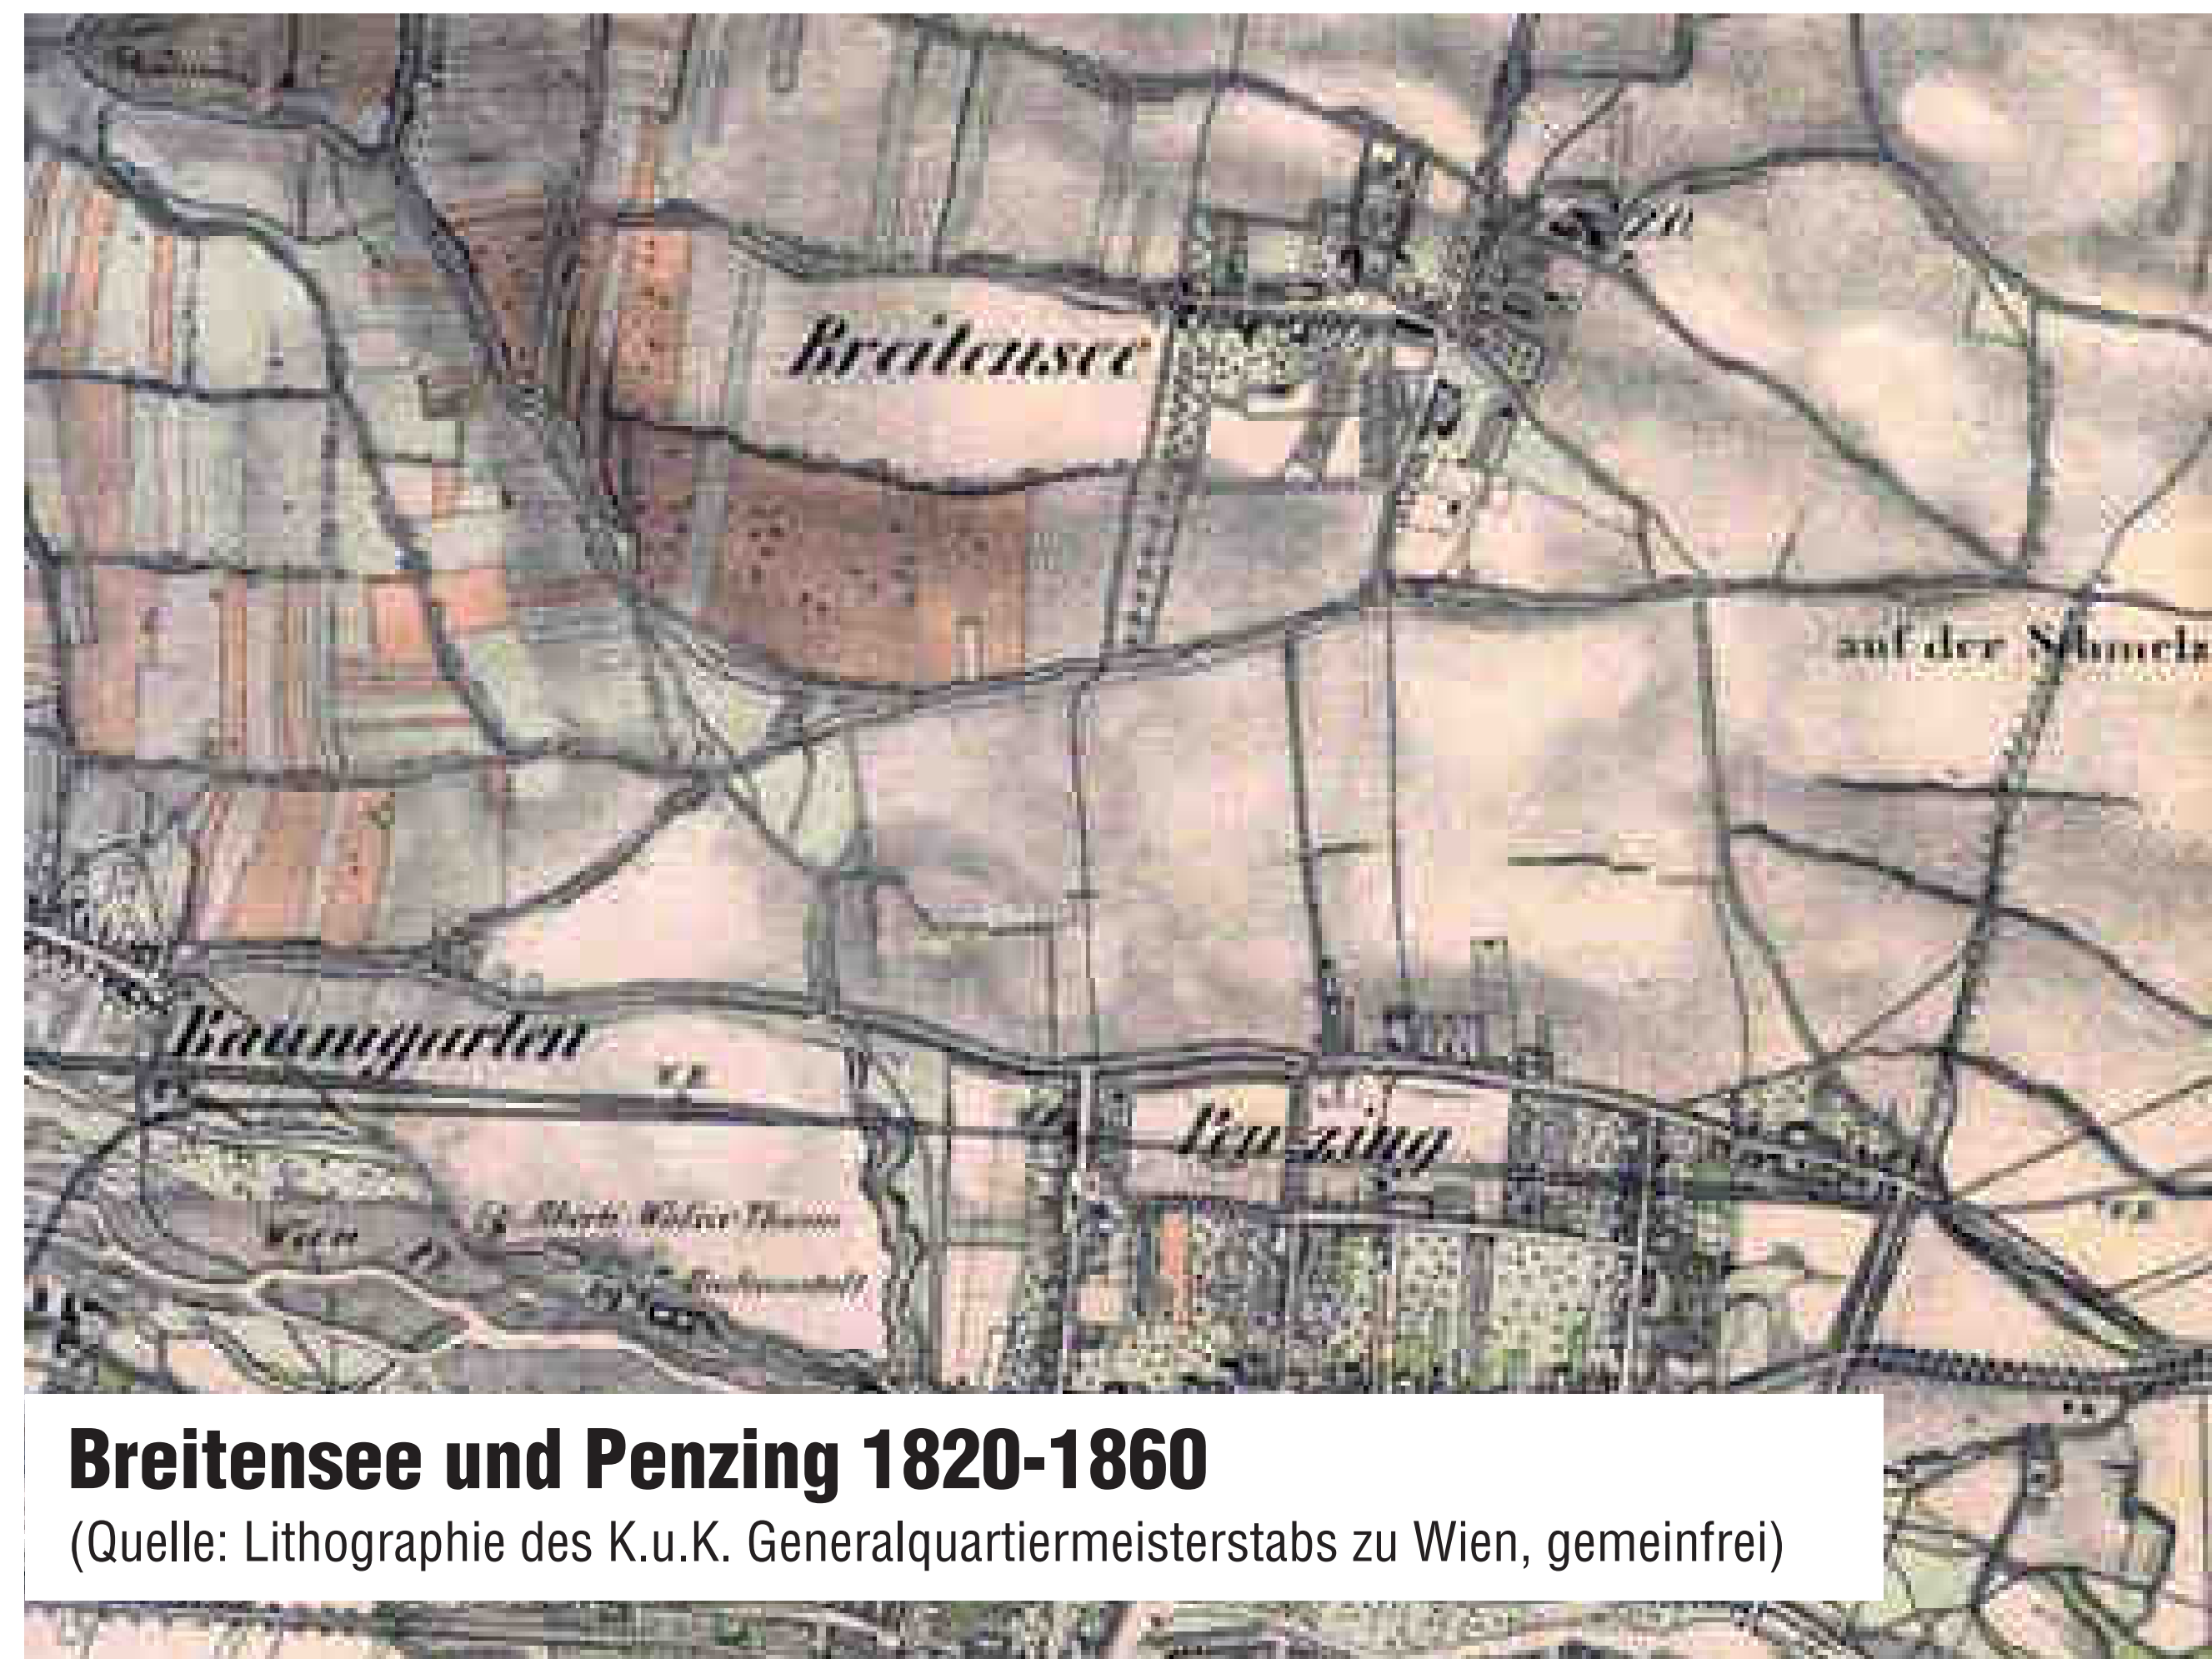 Breitensee
auf der Schmelz
Baumgarten
Penzing
Wien
Breitensee und Penzing 1820-1860
(Quelle: Lithographie des K.u.K. Generalquartiermeisterstabs zu Wien, gemeinfrei)